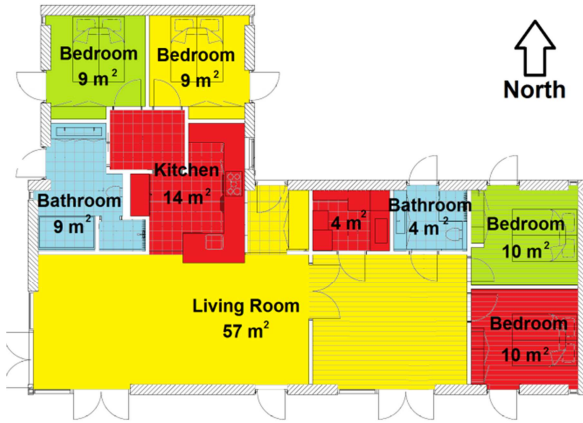 Bedroom
9 m²
Bedroom
9 m²
North
Kitchen
14 m²
Bathroom
9 m²
4 m²
Bathroom
4 m²
Bedroom
10 m²
Living Room
57 m²
Bedroom
10 m²